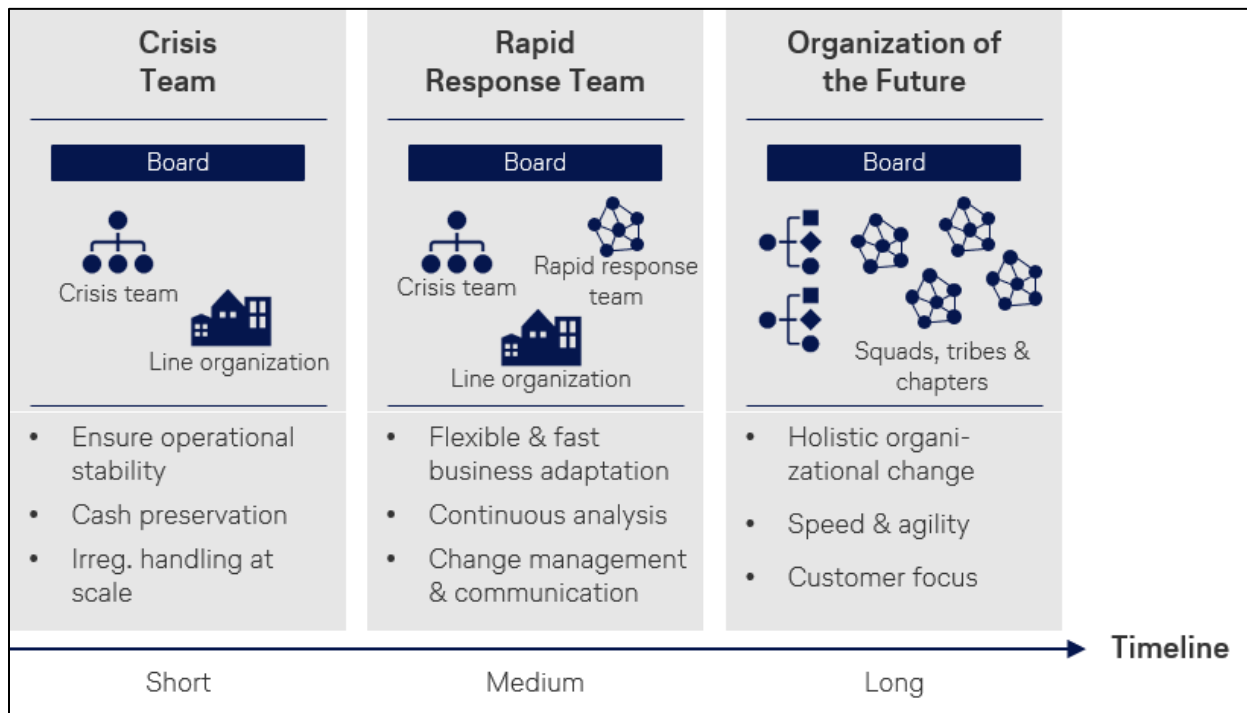 Crisis
Team
Board
Crisis team
Line organization
• Ensure operational
stability
• Cash preservation
• Irreg. handling at
scale
Rapid
Response Team
Board
Crisis team
Rapid response
team
Line organization
• Flexible & fast
business adaptation
• Continuous analysis
• Change management
& communication
Organization of
the Future
Board
Squads, tribes &
chapters
• Holistic organi-
zational change
• Speed & agility
• Customer focus
Timeline
Short
Medium
Long